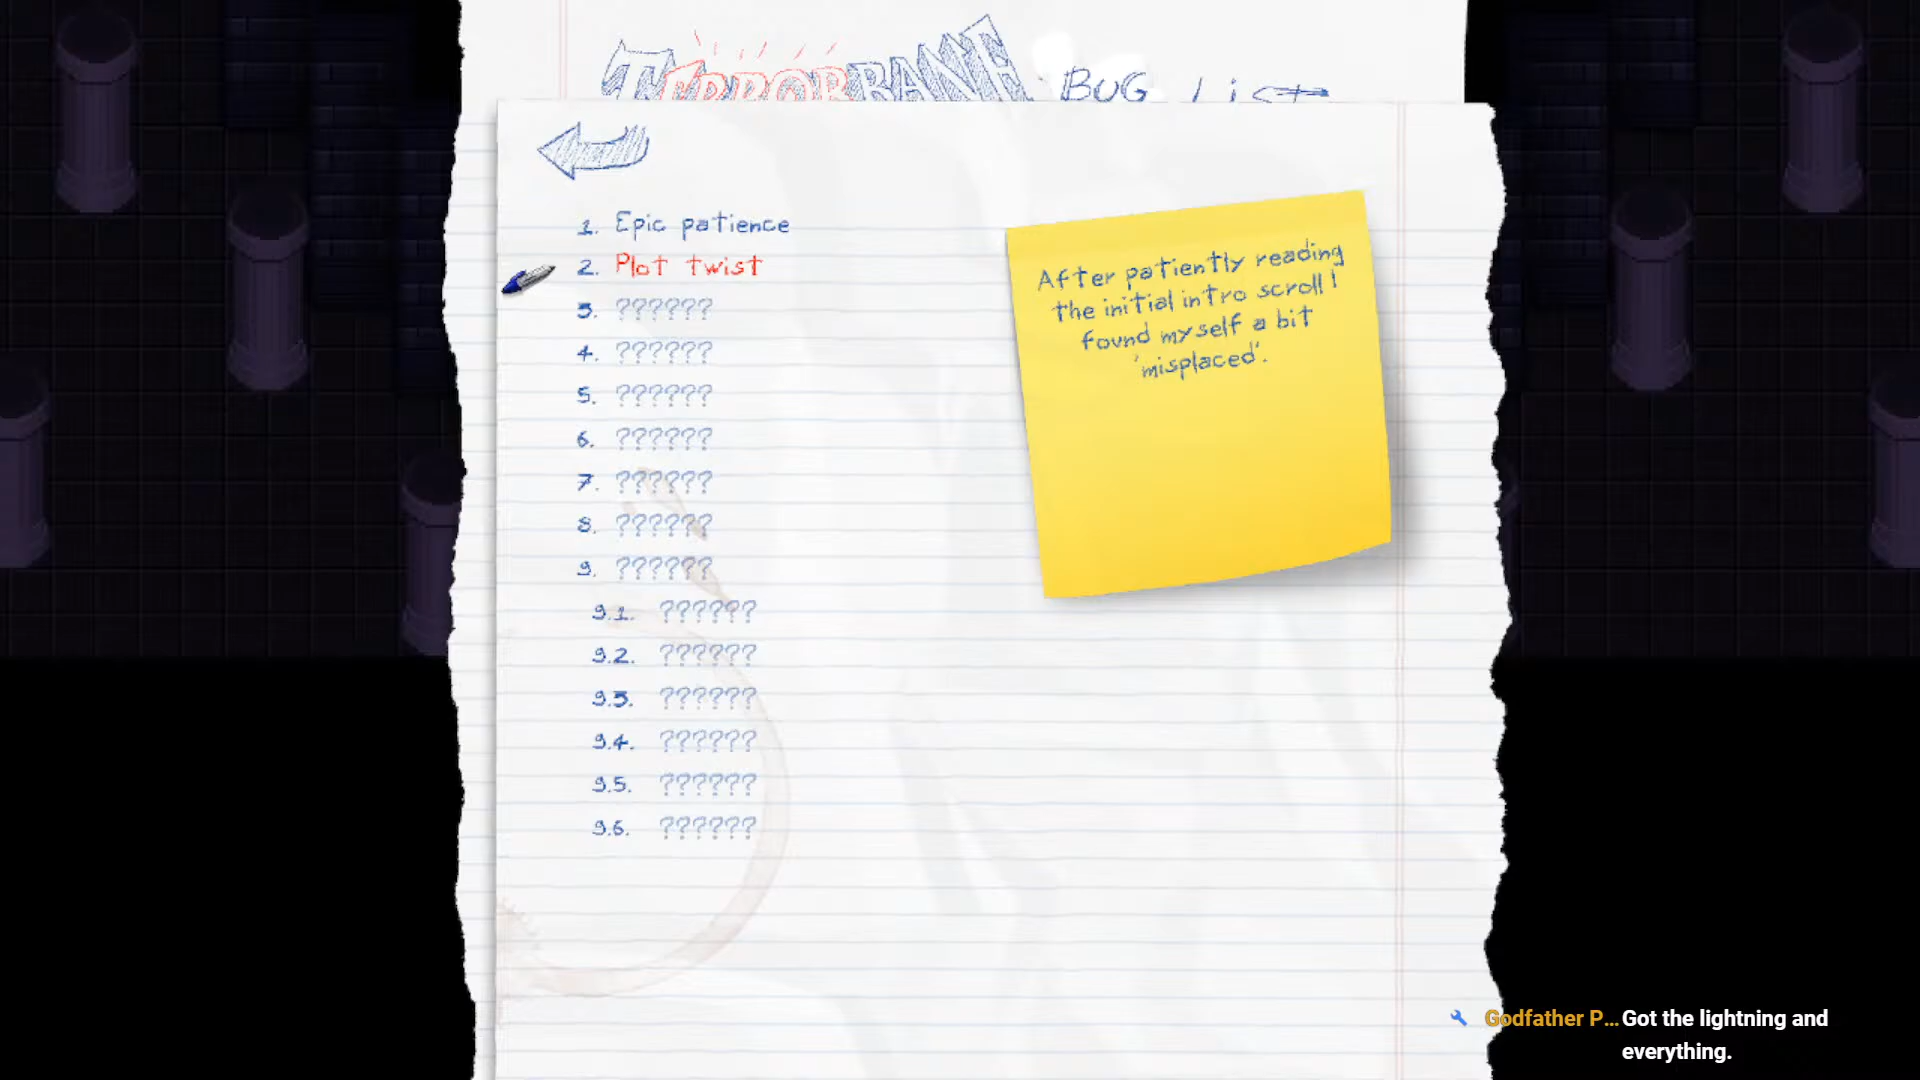 TERRORBANE BUG List
1. Epic patience
2. Plot twist
3. ??????
4. ??????
5. ??????
6. ??????
7. ??????
8. ??????
9. ??????
9.1. ??????
9.2. ??????
9.3. ??????
9.4. ??????
9.5. ??????
9.6. ??????
After patiently reading
the initial intro scroll I
found myself a bit
'misplaced'.
Godfather P... Got the lightning and
everything.